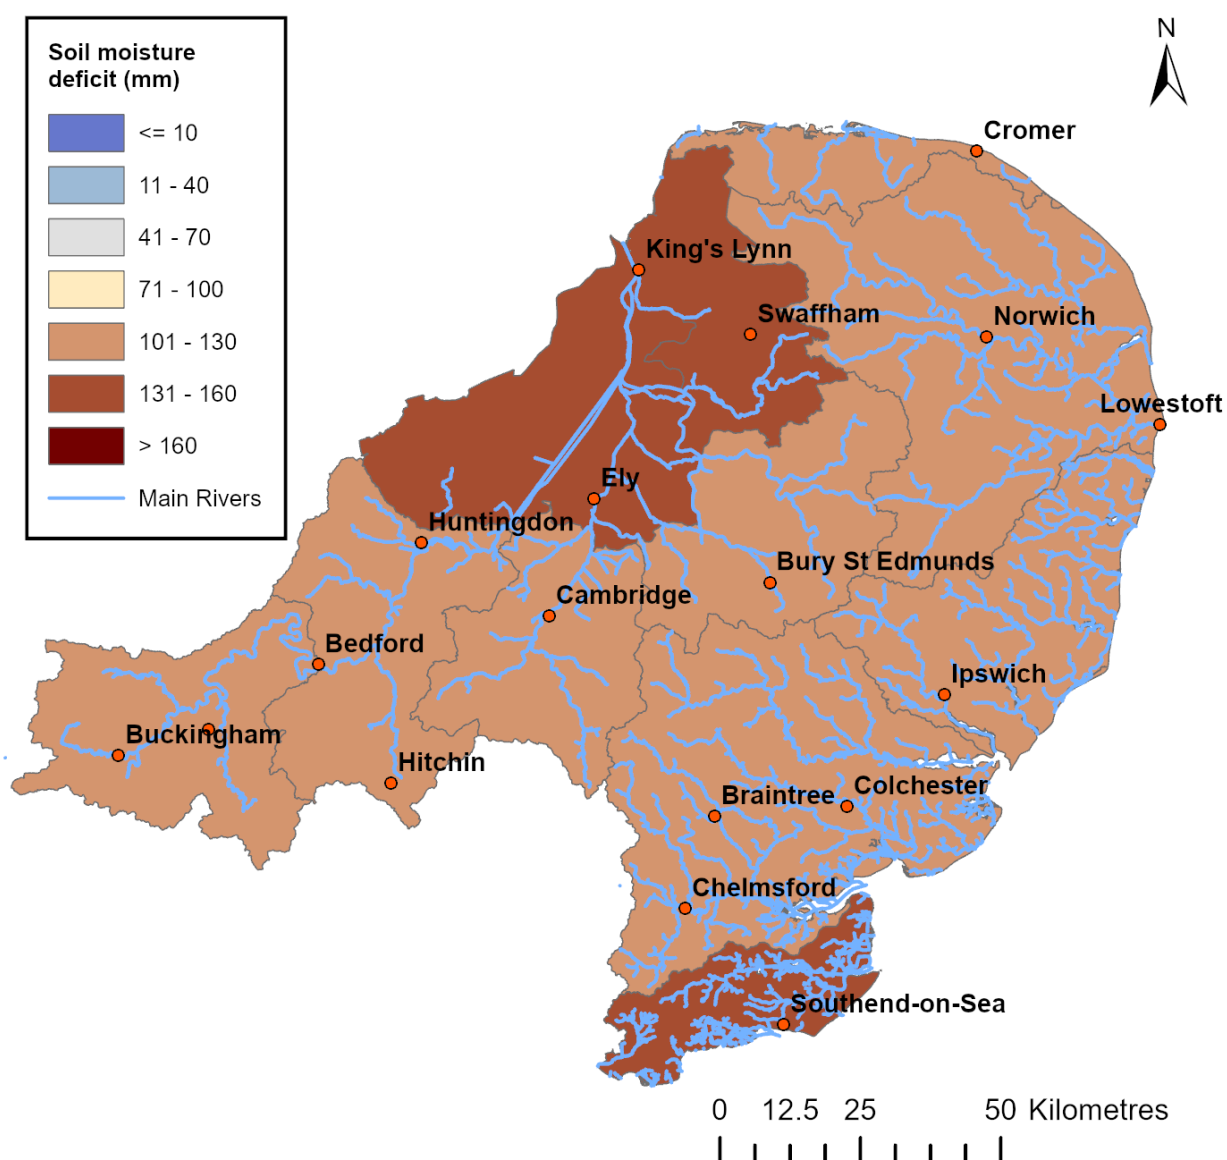 Soil moisture
deficit (mm)
<= 10
11 - 40
41 - 70
71 - 100
101 - 130
131 - 160
> 160
Main Rivers
N
Cromer
King's Lynn
Swaffham
Norwich
Lowestoft
Ely
Huntingdon
Bury St Edmunds
Cambridge
Bedford
Ipswich
Buckingham
Hitchin
Braintree
Colchester
Chelmsford
Southend-on-Sea
0 12.5 25 50 Kilometres